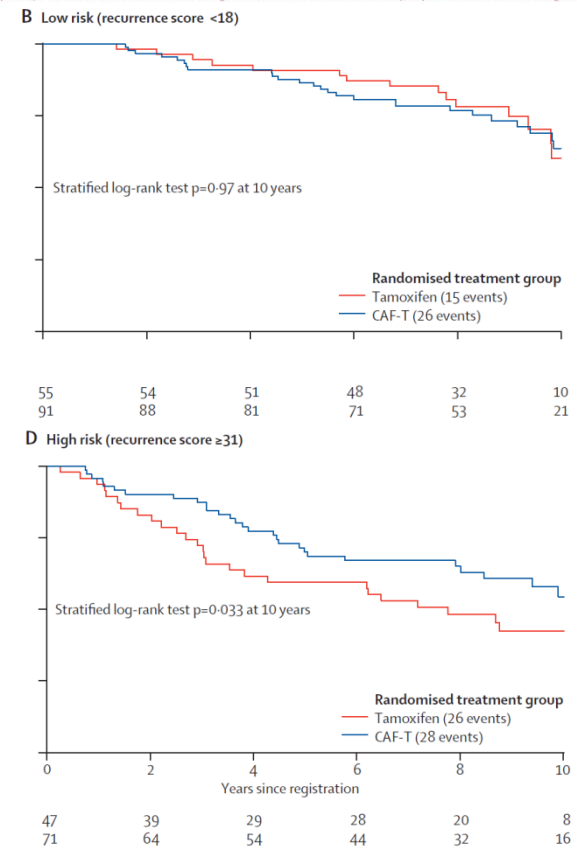 B Low risk (recurrence score <18)
Stratified log-rank test p=0·97 at 10 years
Randomised treatment group
Tamoxifen (15 events)
CAF-T (26 events)
55 54 51 48 32 10
91 88 81 71 53 21
D High risk (recurrence score ≥31)
Stratified log-rank test p=0·033 at 10 years
Randomised treatment group
Tamoxifen (26 events)
CAF-T (28 events)
0 2 4 6 8 10
Years since registration
47 39 29 28 20 8
71 64 54 44 32 16